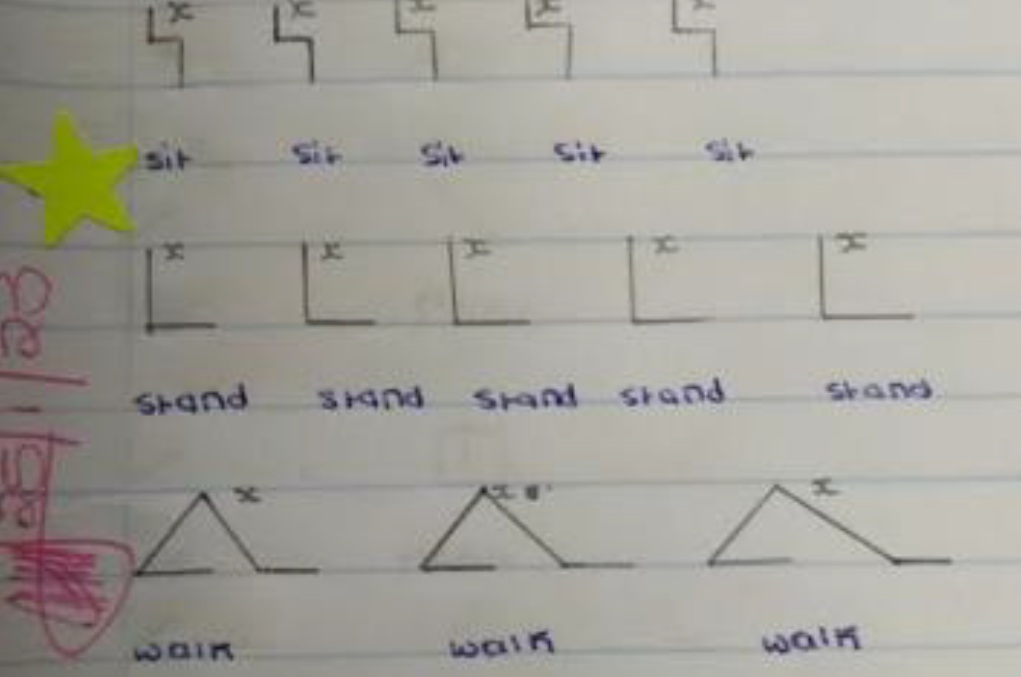 x x x x x
sit sit sit sit sit
x x x x x
stand stand stand stand stand
x x x
walk walk walk